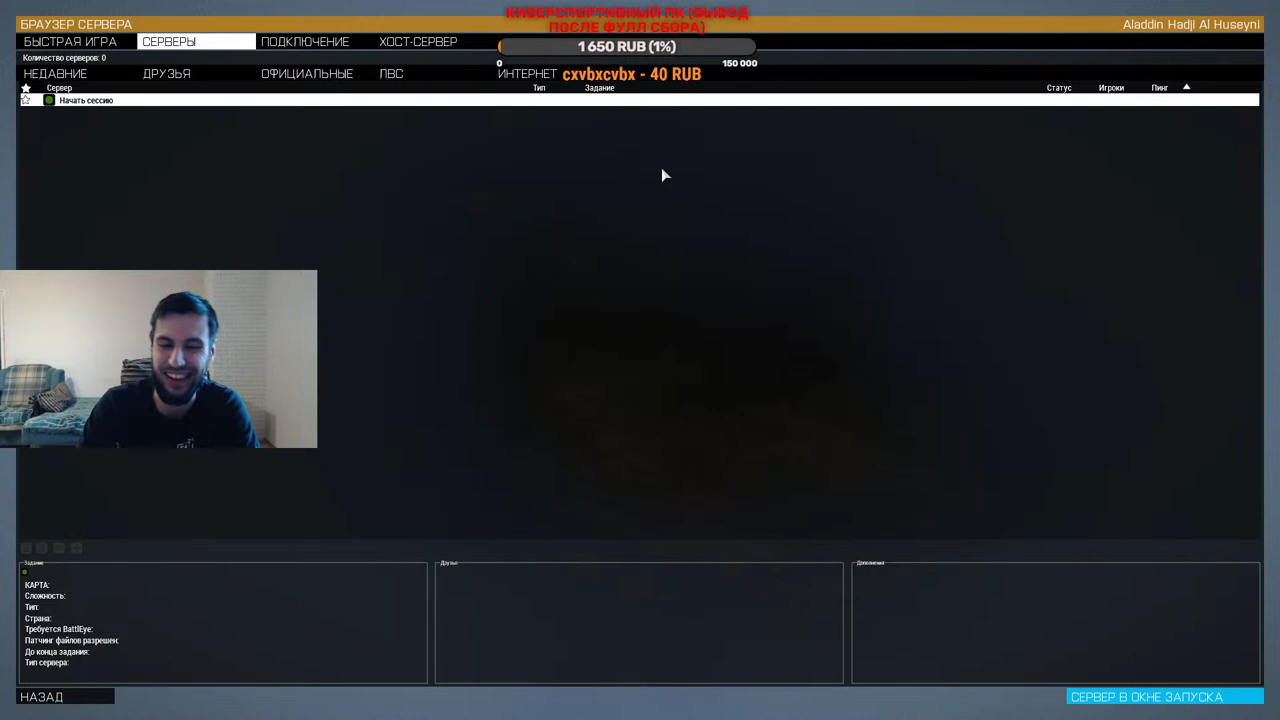 КИБЕРСПОРТИВНЫЙ ПК (ВЫВОД
ПОСЛЕ ФУЛЛ СБОРА)
БРАУЗЕР СЕРВЕРА
Aladdin Hadji Al Huseyni
БЫСТРАЯ ИГРА
СЕРВЕРЫ
ПОДКЛЮЧЕНИЕ
ХОСТ-СЕРВЕР
1 650 RUB (1%)
Количество серверов: 0
0
150 000
НЕДАВНИЕ
ДРУЗЬЯ
ОФИЦИАЛЬНЫЕ
ЛВС
ИНТЕРНЕТ
cxvbxcvbx - 40 RUB
Сервер
Тип
Задание
Статус
Игроки
Пинг
Начать сессию
Задание
Друзья
Дополнения
КАРТА:
Сложность:
Тип:
Страна:
Требуется BattlEye:
Патчинг файлов разрешен:
До конца задания:
Тип сервера:
НАЗАД
СЕРВЕР В ОКНЕ ЗАПУСКА